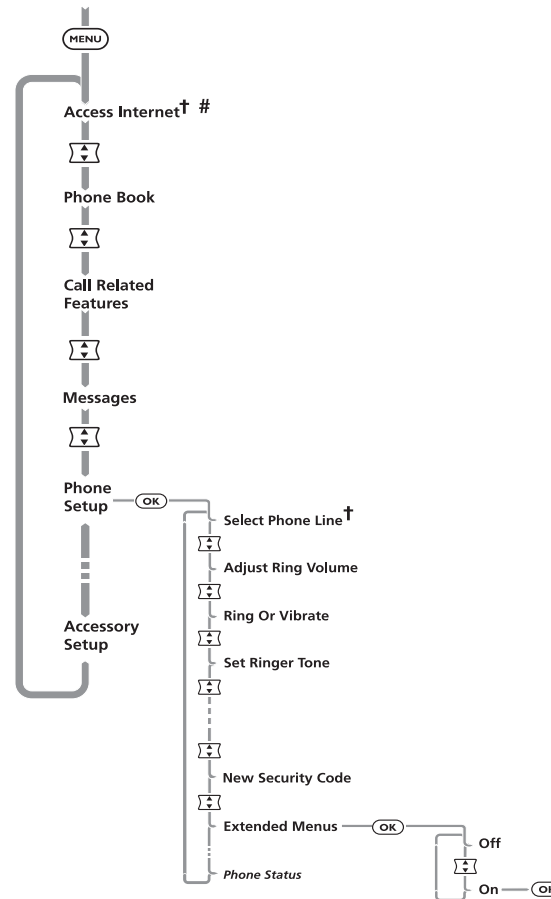 MENU
Access Internet† #
Phone Book
Call Related
Features
Messages
Phone
Setup
OK
Select Phone Line†
Adjust Ring Volume
Ring Or Vibrate
Accessory
Setup
Set Ringer Tone
New Security Code
Extended Menus
OK
Off
Phone Status
On
OK